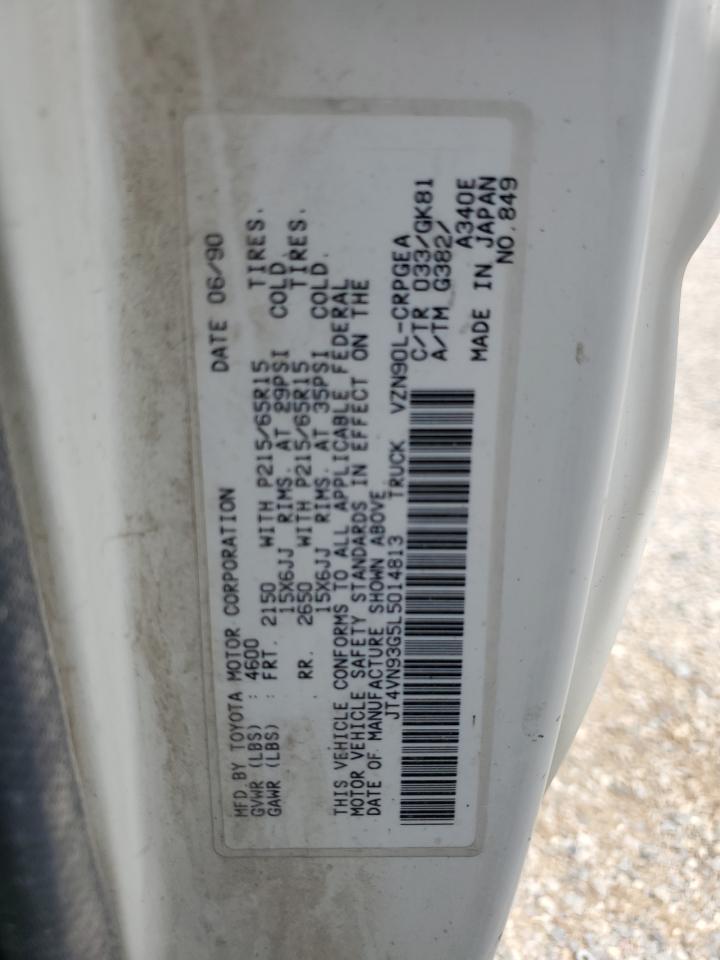 MFD.BY TOYOTA MOTOR CORPORATION DATE 06/90
GVWR (LBS) : 4600
GAWR (LBS) : FRT. 2150 WITH P215/65R15 TIRES.
15X6JJ RIMS. AT 29PSI COLD.
: RR. 2650 WITH P215/65R15 TIRES.
15X6JJ RIMS. AT 35PSI COLD.
THIS VEHICLE CONFORMS TO ALL APPLICABLE FEDERAL
MOTOR VEHICLE SAFETY STANDARDS IN EFFECT ON THE
DATE OF MANUFACTURE SHOWN ABOVE.
JT4VN93G5L5014813 TRUCK VZN90L-CRPGEA
C/TR 033/GK81
A/TM G382/
A340E
MADE IN JAPAN
NO.849